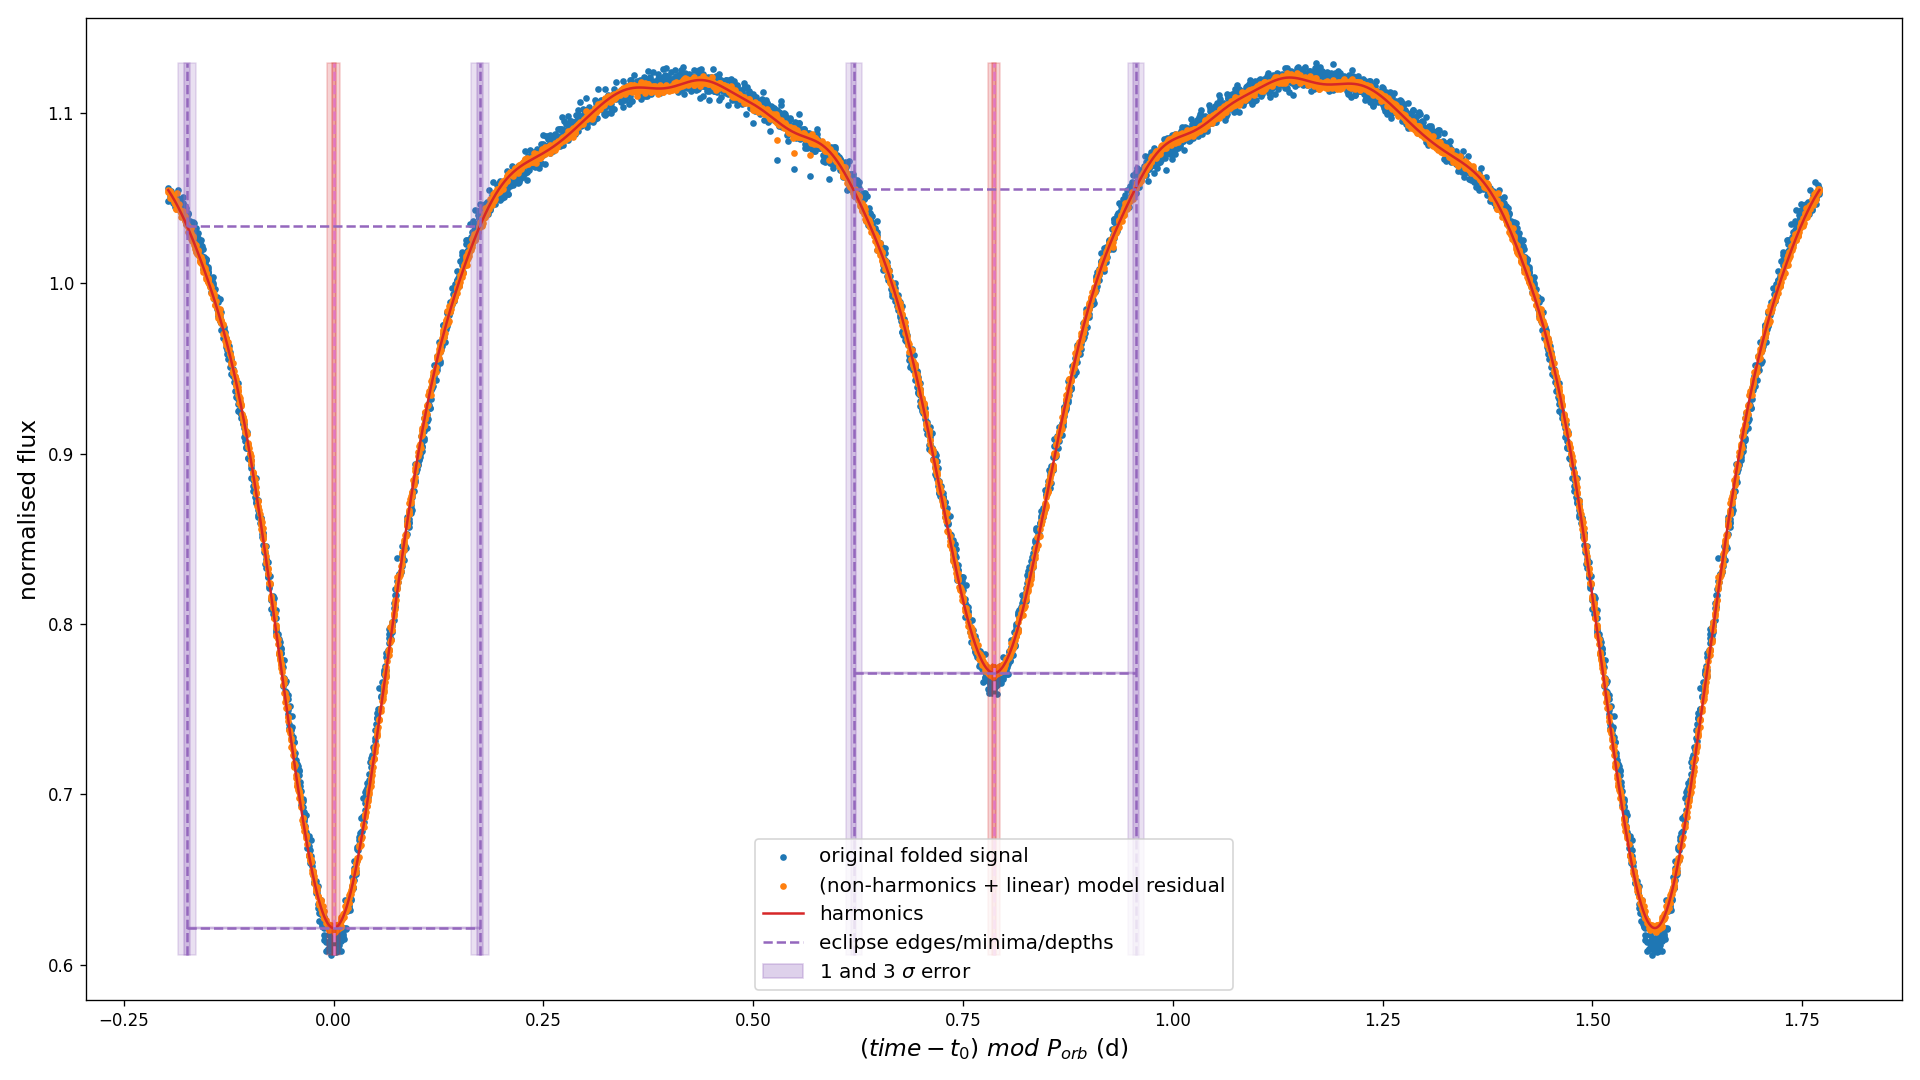 normalised flux
1.1
1.0
0.9
0.8
0.7
0.6
−0.25 0.00 0.25 0.50 0.75 1.00 1.25 1.50 1.75
(time − t₀) mod Pₒᵣb (d)
original folded signal
(non-harmonics + linear) model residual
harmonics
eclipse edges/minima/depths
1 and 3 σ error